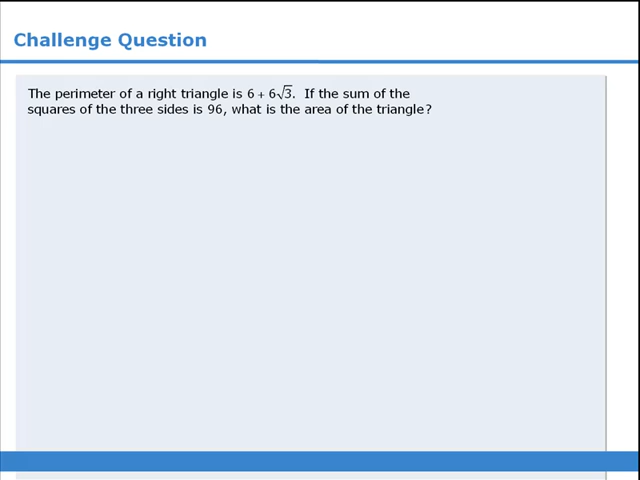 Challenge Question
The perimeter of a right triangle is 6 + 6√3. If the sum of the
squares of the three sides is 96, what is the area of the triangle?